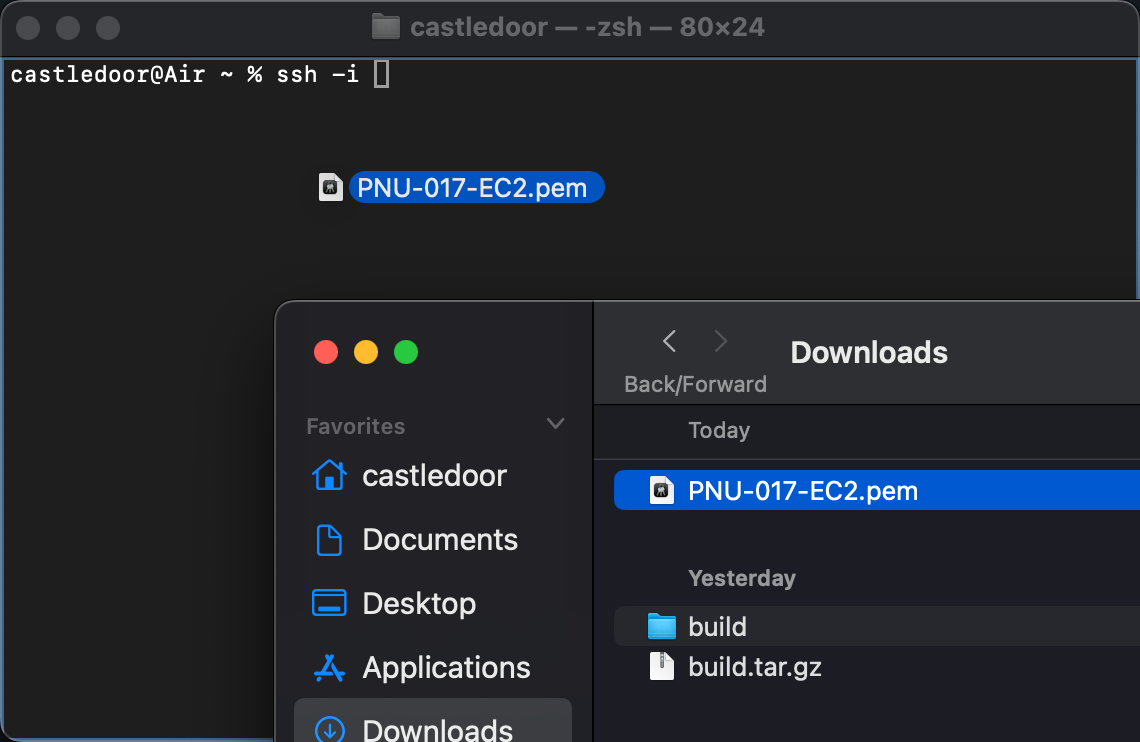 castledoor — -zsh — 80×24
castledoor@Air ~ % ssh -i
PNU-017-EC2.pem
Downloads
Back/Forward
Favorites
castledoor
Documents
Desktop
Applications
Downloads
Today
PNU-017-EC2.pem
Yesterday
build
build.tar.gz